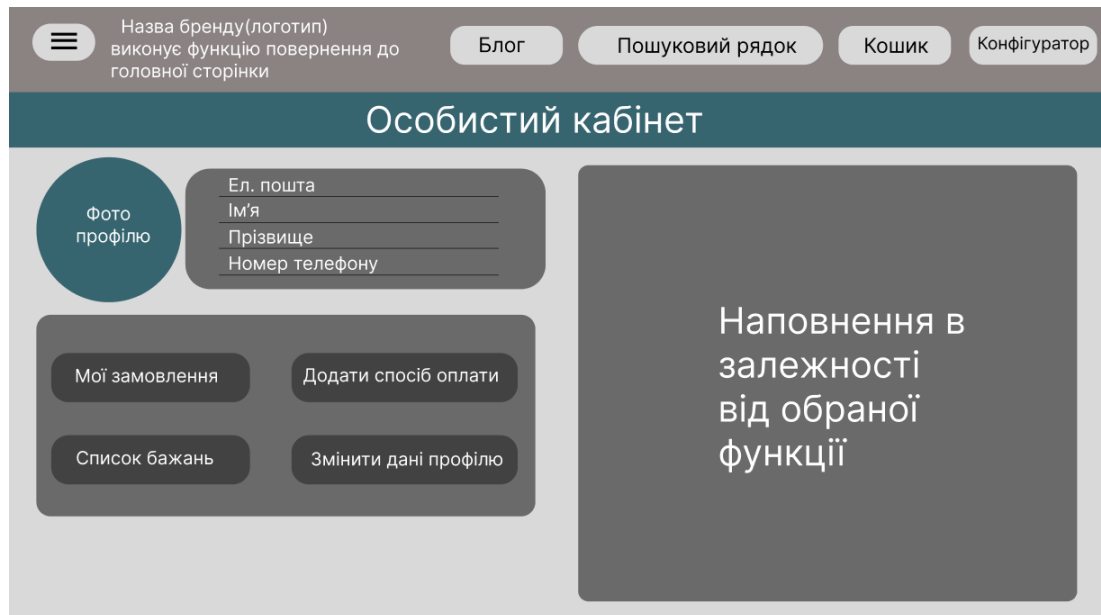 Назва бренду(логотип)
виконує функцію повернення до
головної сторінки
Блог
Пошуковий рядок
Кошик
Конфігуратор
Особистий кабінет
Фото
профілю
Ел. пошта
Ім'я
Прізвище
Номер телефону
Мої замовлення
Додати спосіб оплати
Список бажань
Змінити дані профілю
Наповнення в
залежності
від обраної
функції